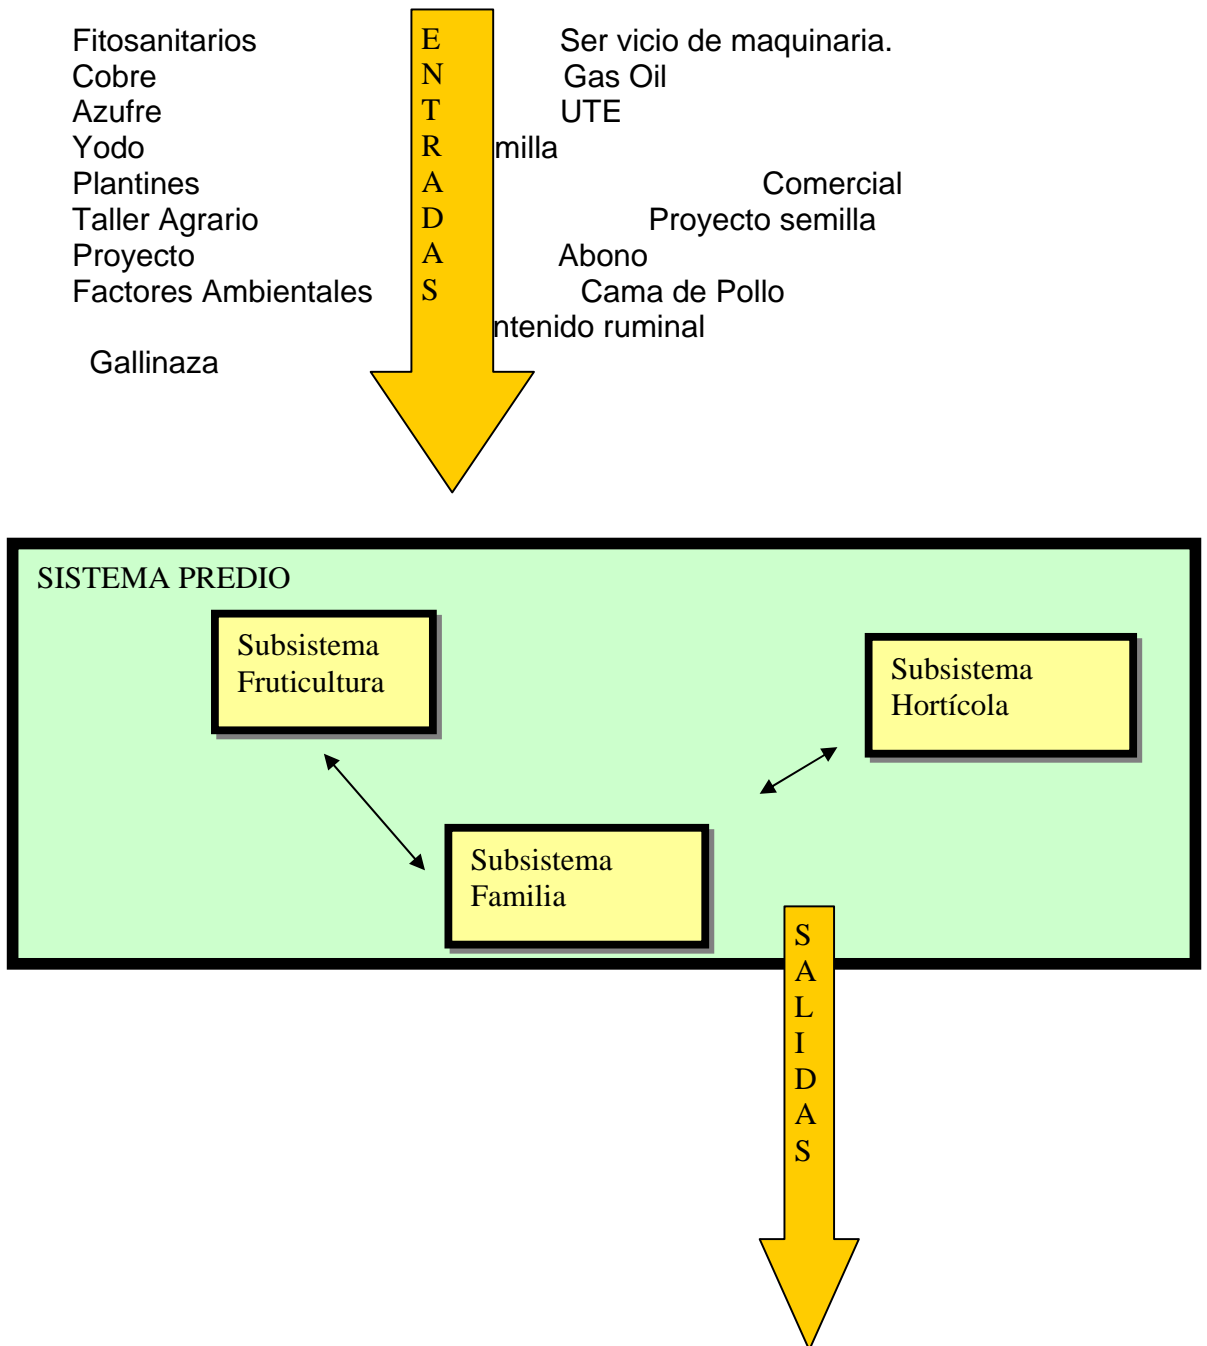 Fitosanitarios Ser vicio de maquinaria.
Cobre Gas Oil
Azufre UTE
Yodo milla
Plantines Comercial
Taller Agrario Proyecto semilla
Proyecto Abono
Factores Ambientales Cama de Pollo
ntenido ruminal
Gallinaza
E
N
T
R
A
D
A
S
SISTEMA PREDIO
Subsistema
Fruticultura
Subsistema
Hortícola
Subsistema
Familia
S
A
L
I
D
A
S